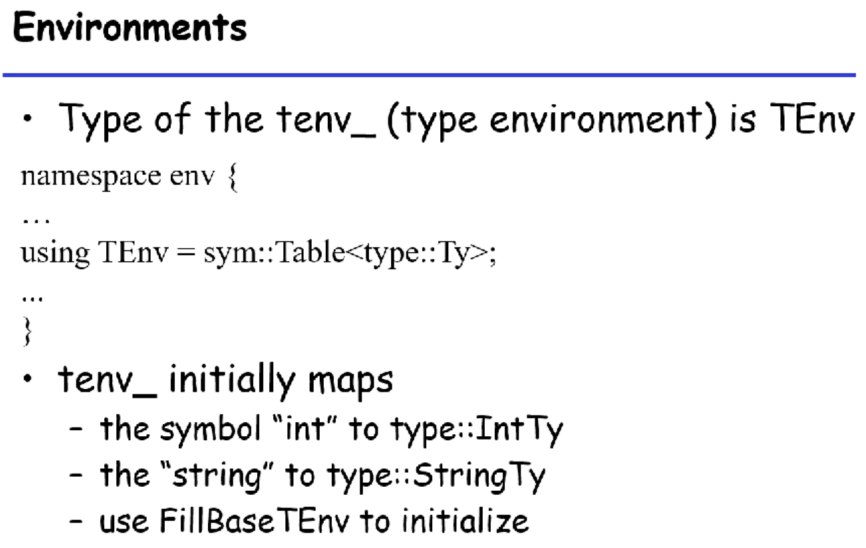 Environments
• Type of the tenv_ (type environment) is TEnv
namespace env {
…
using TEnv = sym::Table<type::Ty>;
...
}
• tenv_ initially maps
– the symbol “int” to type::IntTy
– the “string” to type::StringTy
– use FillBaseTEnv to initialize